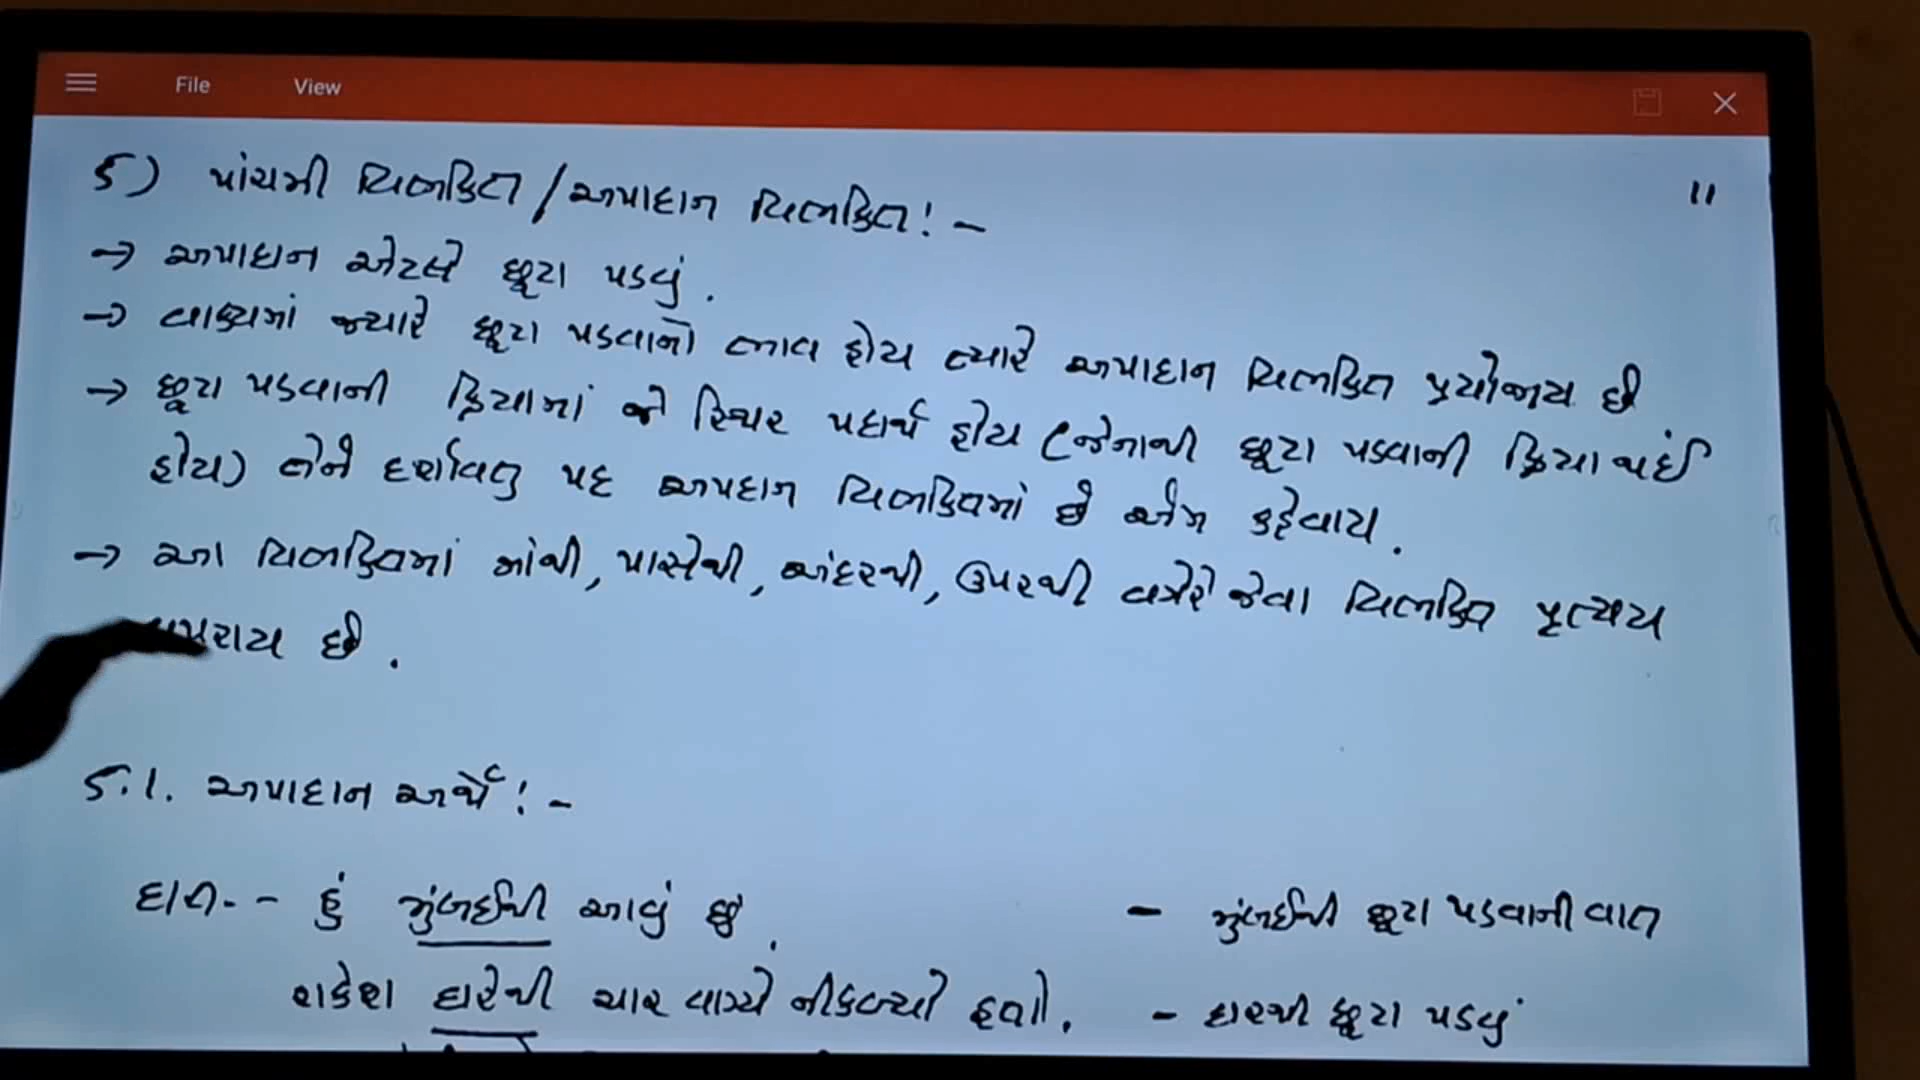 File View
5) પાંચમી વિભક્તિ / અપાદાન વિભક્તિ :-
11
→ અપાદાન એટલે છૂટા પડવું.
→ વાક્યમાં જ્યારે છૂટા પડવાનો ભાવ હોય ત્યારે અપાદાન વિભક્તિ પ્રયોજાય છે
→ છૂટા પડવાની ક્રિયામાં જે સ્થિર પદાર્થ હોય (જેનાથી છૂટા પડવાની ક્રિયા થઈ
હોય) તેને દર્શાવતુ પદ અપદાન વિભક્તિમાં છે એમ કહેવાય.
→ આ વિભક્તિમાં માંથી, પાસેથી, અંદરથી, ઉપરથી વગેરે જેવા વિભક્તિ પ્રત્યય
વપરાય છે.
5.1. અપાદાન અર્થે :-
દા.ત. - હું મુંબઈથી આવું છું. - મુંબઈથી છૂટા પડવાની વાત
રાકેશ ઘરેથી ચાર વાગ્યે નીકળ્યો હતો. - ઘરથી છૂટા પડવું